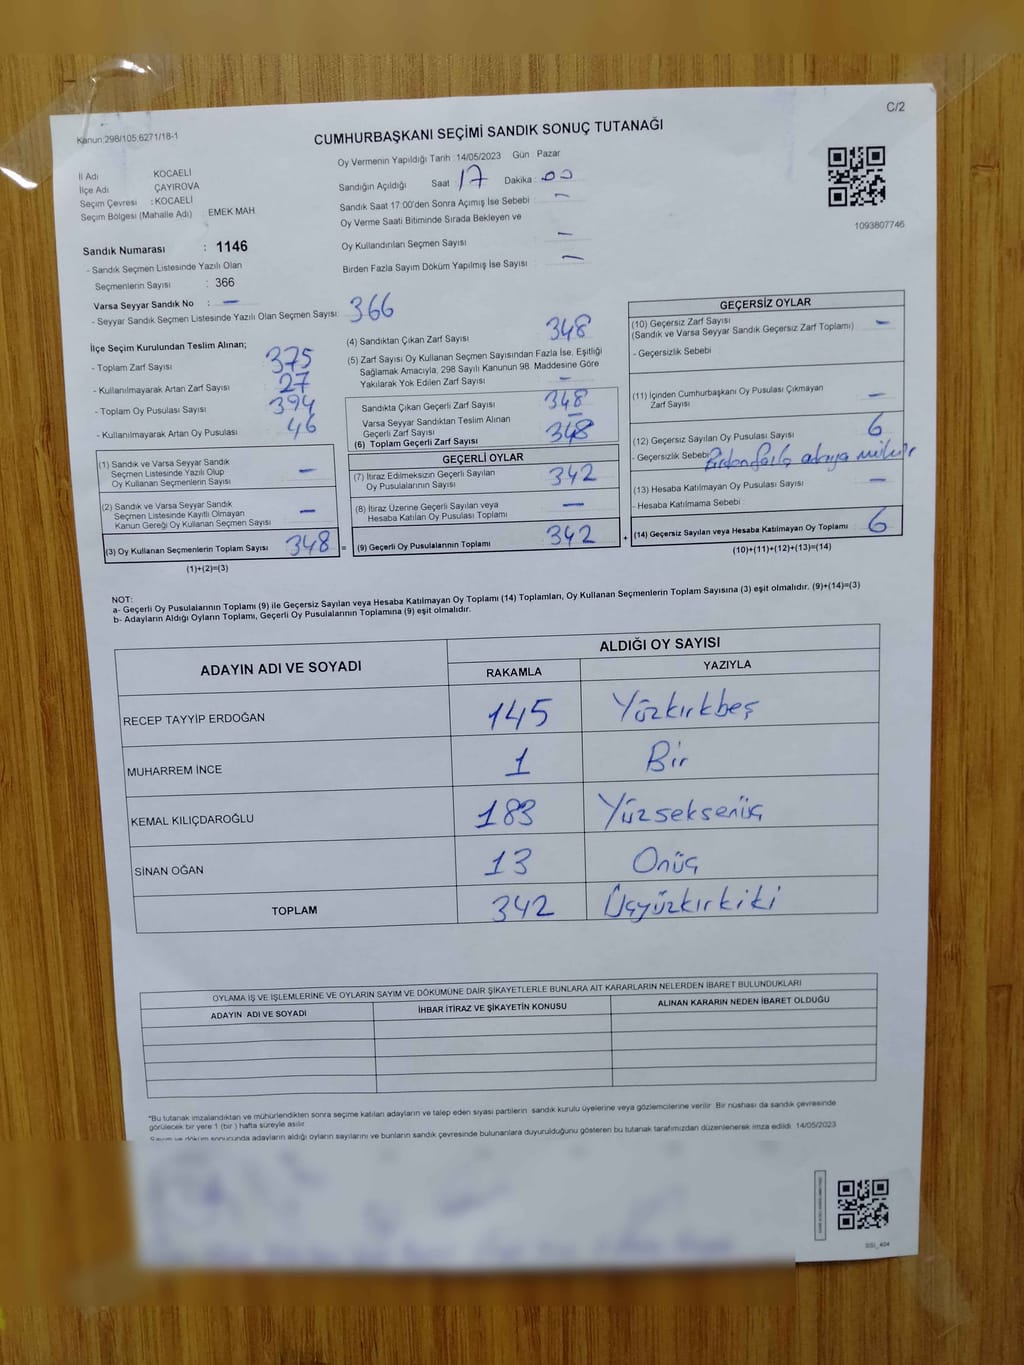 C/2
Kanun:298/105;6271/18-1
CUMHURBAŞKANI SEÇİMİ SANDIK SONUÇ TUTANAĞI
Oy Vermenin Yapıldığı Tarih 14/05/2023 Gün Pazar
İl Adı KOCAELİ
İlçe Adı ÇAYIROVA
Seçim Çevresi : KOCAELİ
Seçim Bölgesi (Mahalle Adı) EMEK MAH
Sandığın Açıldığı Saat 17 Dakika : 00
Sandık Saat 17:00'den Sonra Açımış İse Sebebi –
Oy Verme Saati Bitiminde Sırada Bekleyen ve
Oy Kullandırılan Seçmen Sayısı –
Birden Fazla Sayım Döküm Yapılmış İse Sayısı –
1093807746
Sandık Numarası : 1146
- Sandık Seçmen Listesinde Yazılı Olan
Seçmenlerin Sayısı : 366
Varsa Seyyar Sandık No : –
- Seyyar Sandık Seçmen Listesinde Yazılı Olan Seçmen Sayısı: 366
İlçe Seçim Kurulundan Teslim Alınan;
- Toplam Zarf Sayısı 375
- Kullanılmayarak Artan Zarf Sayısı 27
- Toplam Oy Pusulası Sayısı 394
- Kullanılmayarak Artan Oy Pusulası 46
(1) Sandık ve Varsa Seyyar Sandık
Seçmen Listesinde Yazılı Olup
Oy Kullanan Seçmenlerin Sayısı –
(2) Sandık ve Varsa Seyyar Sandık
Seçmen Listesinde Kayıtlı Olmayan
Kanun Gereği Oy Kullanan Seçmen Sayısı –
(3) Oy Kullanan Seçmenlerin Toplam Sayısı 348 =
(1)+(2)=(3)
(4) Sandıktan Çıkan Zarf Sayısı 348
(5) Zarf Sayısı Oy Kullanan Seçmen Sayısından Fazla İse, Eşitliği
Sağlamak Amacıyla, 298 Sayılı Kanunun 98. Maddesine Göre
Yakılarak Yok Edilen Zarf Sayısı –
Sandıkta Çıkan Geçerli Zarf Sayısı 348
Varsa Seyyar Sandıktan Teslim Alınan
Geçerli Zarf Sayısı –
(6) Toplam Geçerli Zarf Sayısı 348
GEÇERLİ OYLAR
(7) İtiraz Edilmeksizin Geçerli Sayılan
Oy Pusulalarının Sayısı 342
(8) İtiraz Üzerine Geçerli Sayılan veya
Hesaba Katılan Oy Pusulası Toplamı –
(9) Geçerli Oy Pusulalarının Toplamı 342 +
GEÇERSİZ OYLAR
(10) Geçersiz Zarf Sayısı
(Sandık ve Varsa Seyyar Sandık Geçersiz Zarf Toplamı) –
- Geçersizlik Sebebi
(11) İçinden Cumhurbaşkanı Oy Pusulası Çıkmayan
Zarf Sayısı –
(12) Geçersiz Sayılan Oy Pusulası Sayısı 6
- Geçersizlik Sebebi Birden fazla adaya mühür
(13) Hesaba Katılmayan Oy Pusulası Sayısı –
- Hesaba Katılmama Sebebi
(14) Geçersiz Sayılan veya Hesaba Katılmayan Oy Toplamı 6
(10)+(11)+(12)+(13)=(14)
NOT:
a- Geçerli Oy Pusulalarının Toplamı (9) ile Geçersiz Sayılan veya Hesaba Katılmayan Oy Toplamı (14) Toplamları, Oy Kullanan Seçmenlerin Toplam Sayısına (3) eşit olmalıdır. (9)+(14)=(3)
b- Adayların Aldığı Oyların Toplamı, Geçerli Oy Pusulalarının Toplamına (9) eşit olmalıdır.
ADAYIN ADI VE SOYADI ALDIĞI OY SAYISI
RAKAMLA YAZIYLA
RECEP TAYYİP ERDOĞAN 145 Yüzkırkbeş
MUHARREM İNCE 1 Bir
KEMAL KILIÇDAROĞLU 183 Yüzseksenüç
SİNAN OĞAN 13 Onüç
TOPLAM 342 Üçyüzkırkiki
OYLAMA İŞ VE İŞLEMLERİNE VE OYLARIN SAYIM VE DÖKÜMÜNE DAİR ŞİKAYETLERLE BUNLARA AİT KARARLARIN NELERDEN İBARET BULUNDUKLARI
ADAYIN ADI VE SOYADI İHBAR İTİRAZ VE ŞİKAYETİN KONUSU ALINAN KARARIN NEDEN İBARET OLDUĞU
*Bu tutanak imzalandıktan ve mühürlendikten sonra seçime katılan adayların ve talep eden siyasi partilerin sandık kurulu üyelerine veya gözlemcilerine verilir. Bir nüshası da sandık çevresinde
görülecek bir yere 1 (bir ) hafta süreyle asılır.
Sayım ve döküm sonucunda adayların aldığı oyların sayılarını ve bunların sandık çevresinde bulunanlara duyurulduğunu gösteren bu tutanak tarafımızdan düzenlenerek imza edildi. 14/05/2023
SSI_404